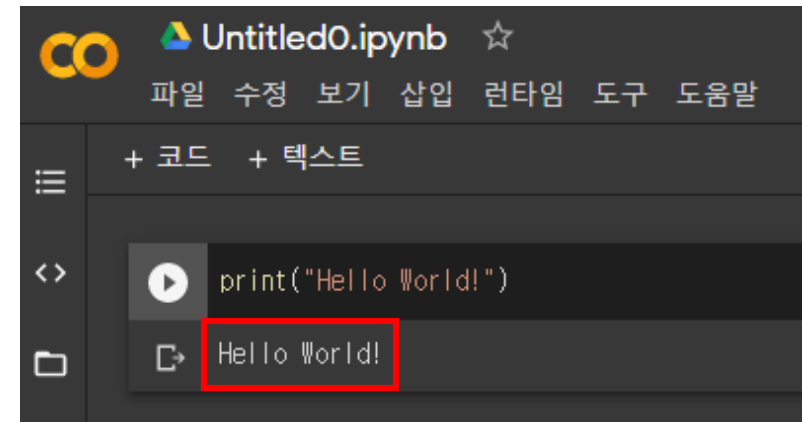 Untitled0.ipynb
파일 수정 보기 삽입 런타임 도구 도움말
+ 코드 + 텍스트
print("Hello World!")
Hello World!